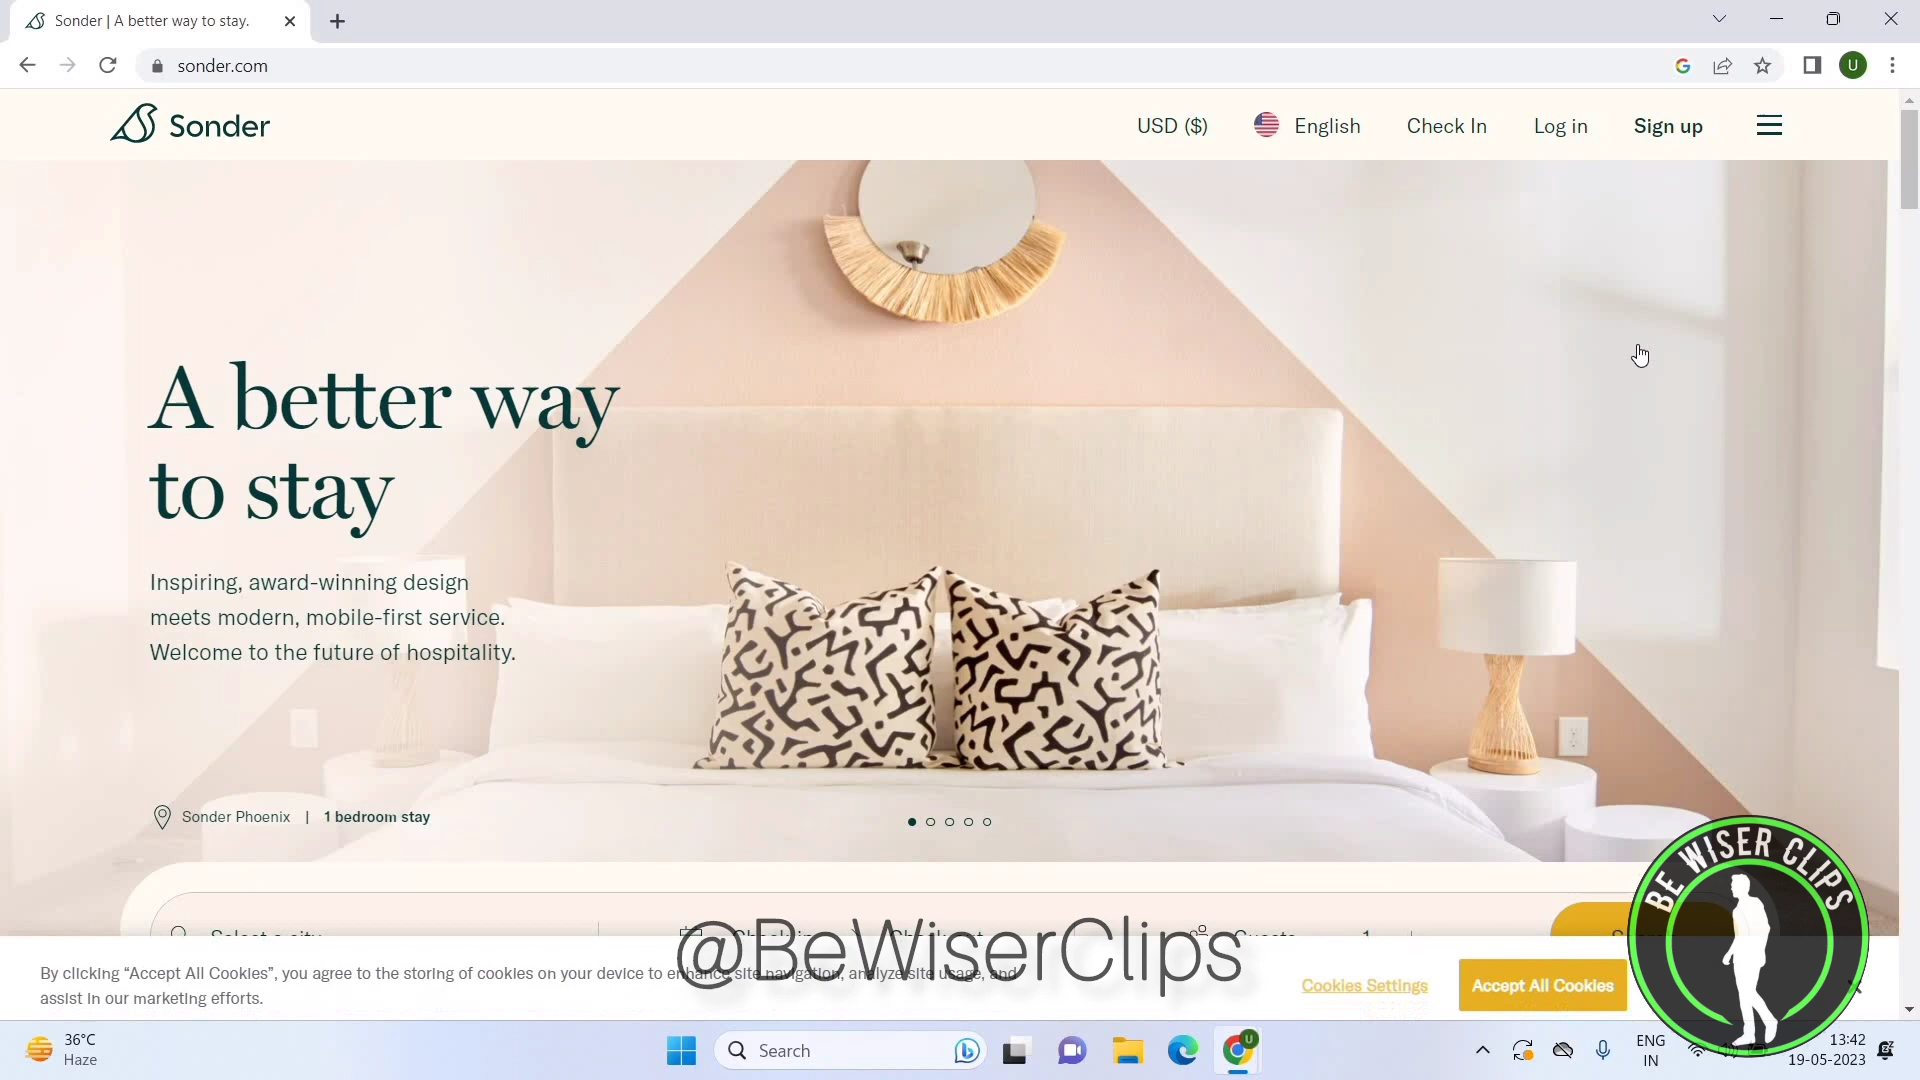 Sonder | A better way to stay.
sonder.com
U
Sonder
USD ($)
English
Check In
Log in
Sign up
A better way
to stay
Inspiring, award-winning design
meets modern, mobile-first service.
Welcome to the future of hospitality.
Sonder Phoenix | 1 bedroom stay
BE WISER CLIPS
Select a city
Guests
1
@BeWiserClips
By clicking “Accept All Cookies”, you agree to the storing of cookies on your device to enhance site navigation, analyze site usage, and
assist in our marketing efforts.
Cookies Settings
Accept All Cookies
36°C
Haze
Search
U
ENG
IN
13:42
19-05-2023